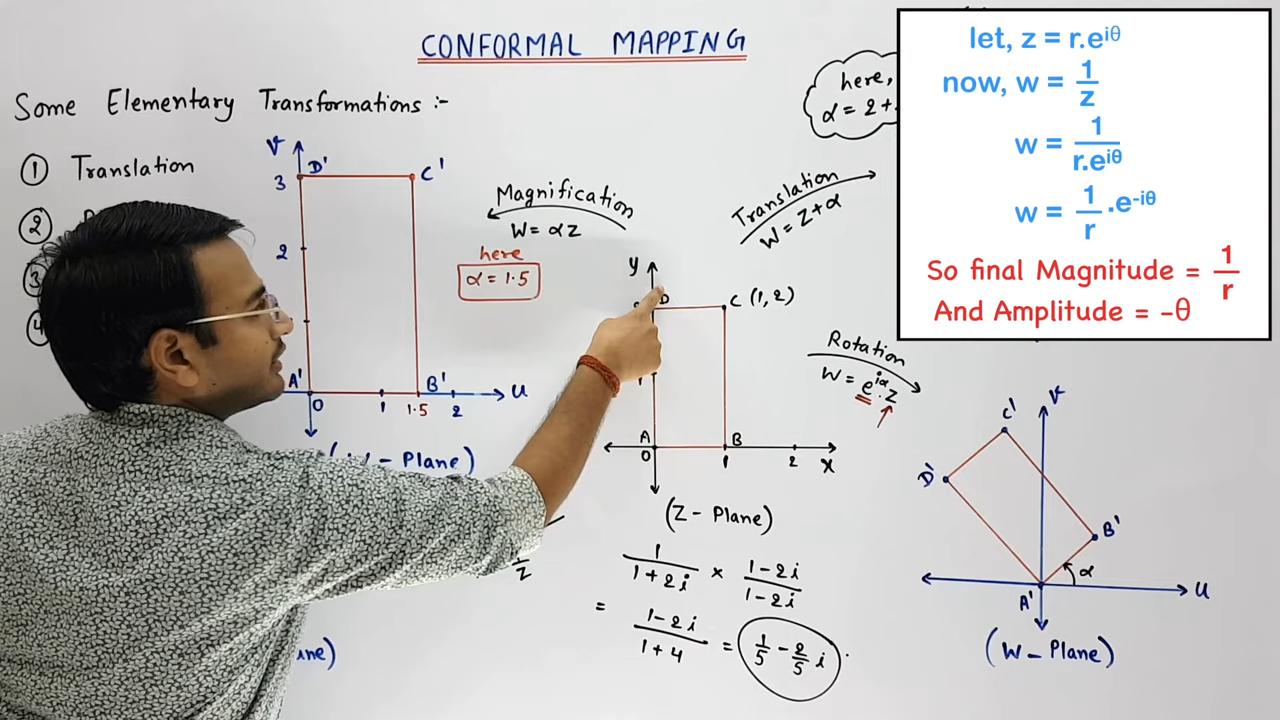 CONFORMAL MAPPING
Some Elementary Transformations :-
① Translation
②
③
④
V
D'
C'
3
2
A'
B'
0
1
1.5
2
U
Plane)
Magnification
W = αz
here
α = 1.5
Translation
W = Z + α
here,
α = 2 +
y
D
C (1, 2)
A
B
0
1
2
X
(Z - Plane)
Rotation
W = e^{iα}. z
V
C'
D'
B'
α
A'
U
(W - Plane)
z
1/(1+2i) × (1-2i)/(1-2i)
= (1-2i)/(1+4) = 1/5 - 2/5 i
let, z = r.e^{iθ}
now, w = 1/z
w = 1/(r.e^{iθ})
w = 1/r .e^{-iθ}
So final Magnitude = 1/r
And Amplitude = -θ